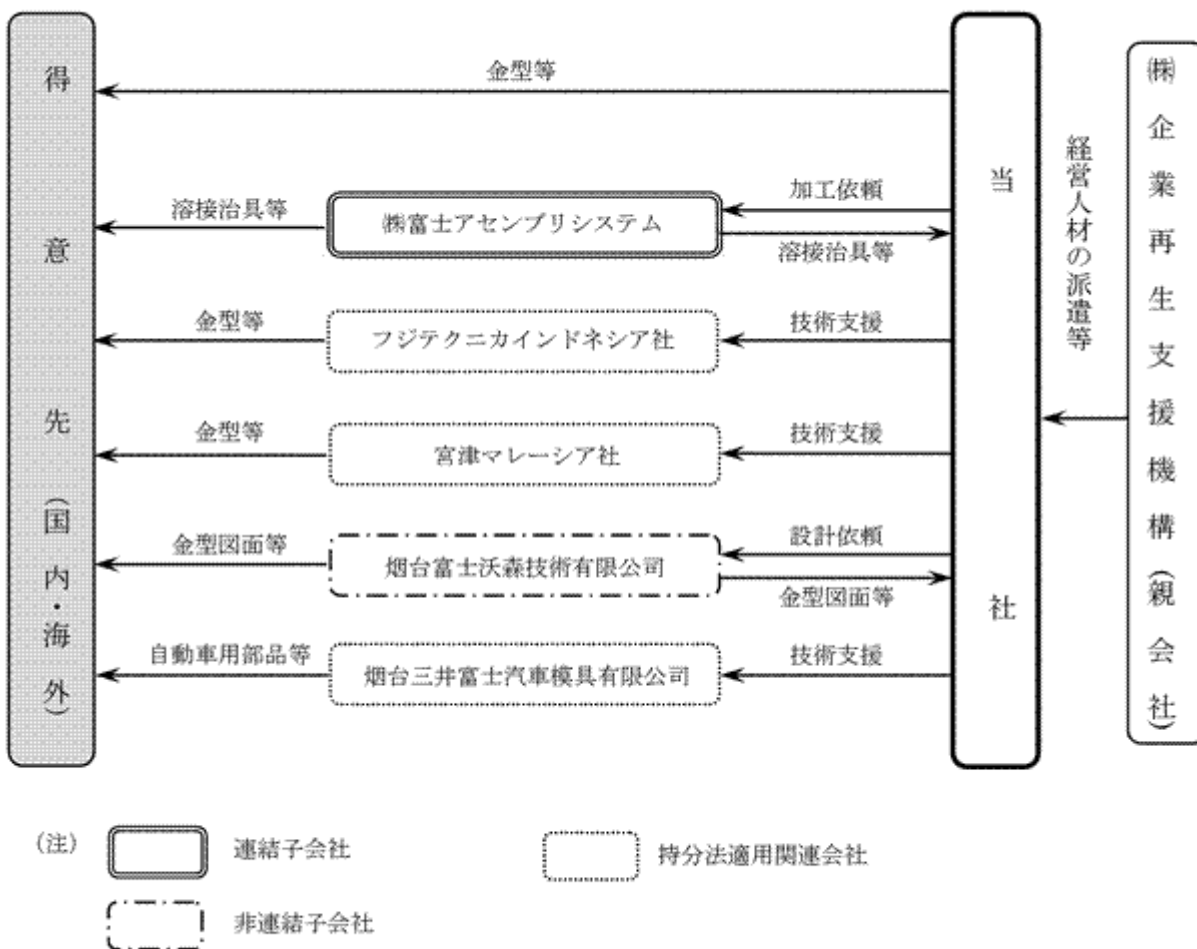 得意先(国内・海外)
金型等
当社
経営人材の派遣等
㈱企業再生支援機構(親会社)
溶接治具等
㈱富士アセンブリシステム
加工依頼
溶接治具等
金型等
フジテクニカインドネシア社
技術支援
金型等
宮津マレーシア社
技術支援
金型図面等
烟台富士沃森技術有限公司
設計依頼
金型図面等
自動車用部品等
烟台三井富士汽車模具有限公司
技術支援
(注)
連結子会社
持分法適用関連会社
非連結子会社